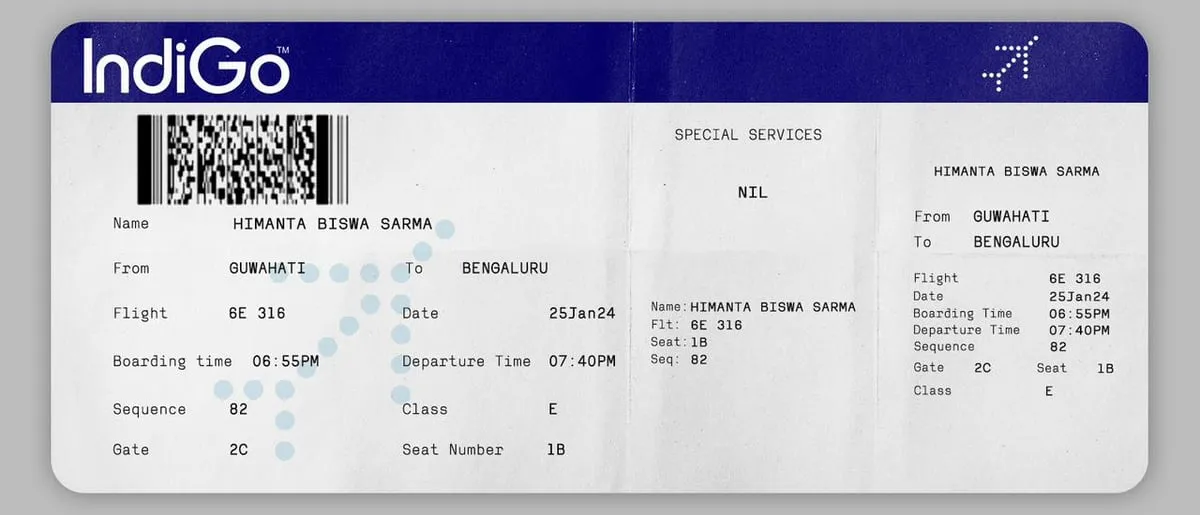 IndiGo™
Name HIMANTA BISWA SARMA
From GUWAHATI To BENGALURU
Flight 6E 316 Date 25Jan24
Boarding time 06:55PM Departure Time 07:40PM
Sequence 82 Class E
Gate 2C Seat Number 1B
SPECIAL SERVICES
NIL
Name: HIMANTA BISWA SARMA
Flt: 6E 316
Seat: 1B
Seq: 82
HIMANTA BISWA SARMA
From GUWAHATI
To BENGALURU
Flight 6E 316
Date 25Jan24
Boarding Time 06:55PM
Departure Time 07:40PM
Sequence 82
Gate 2C Seat 1B
Class E